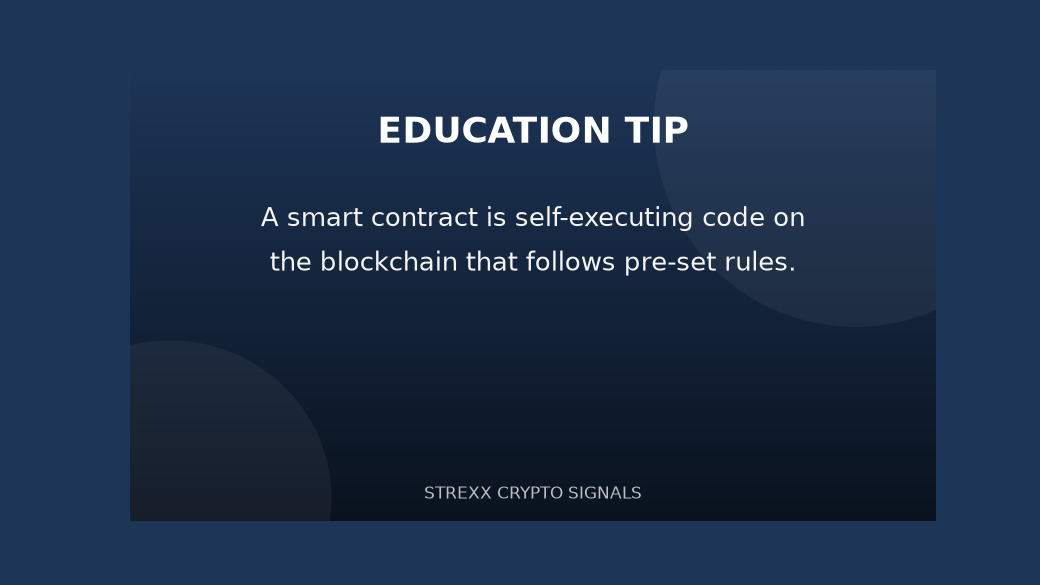 EDUCATION TIP
A smart contract is self-executing code on
the blockchain that follows pre-set rules.
STREXX CRYPTO SIGNALS